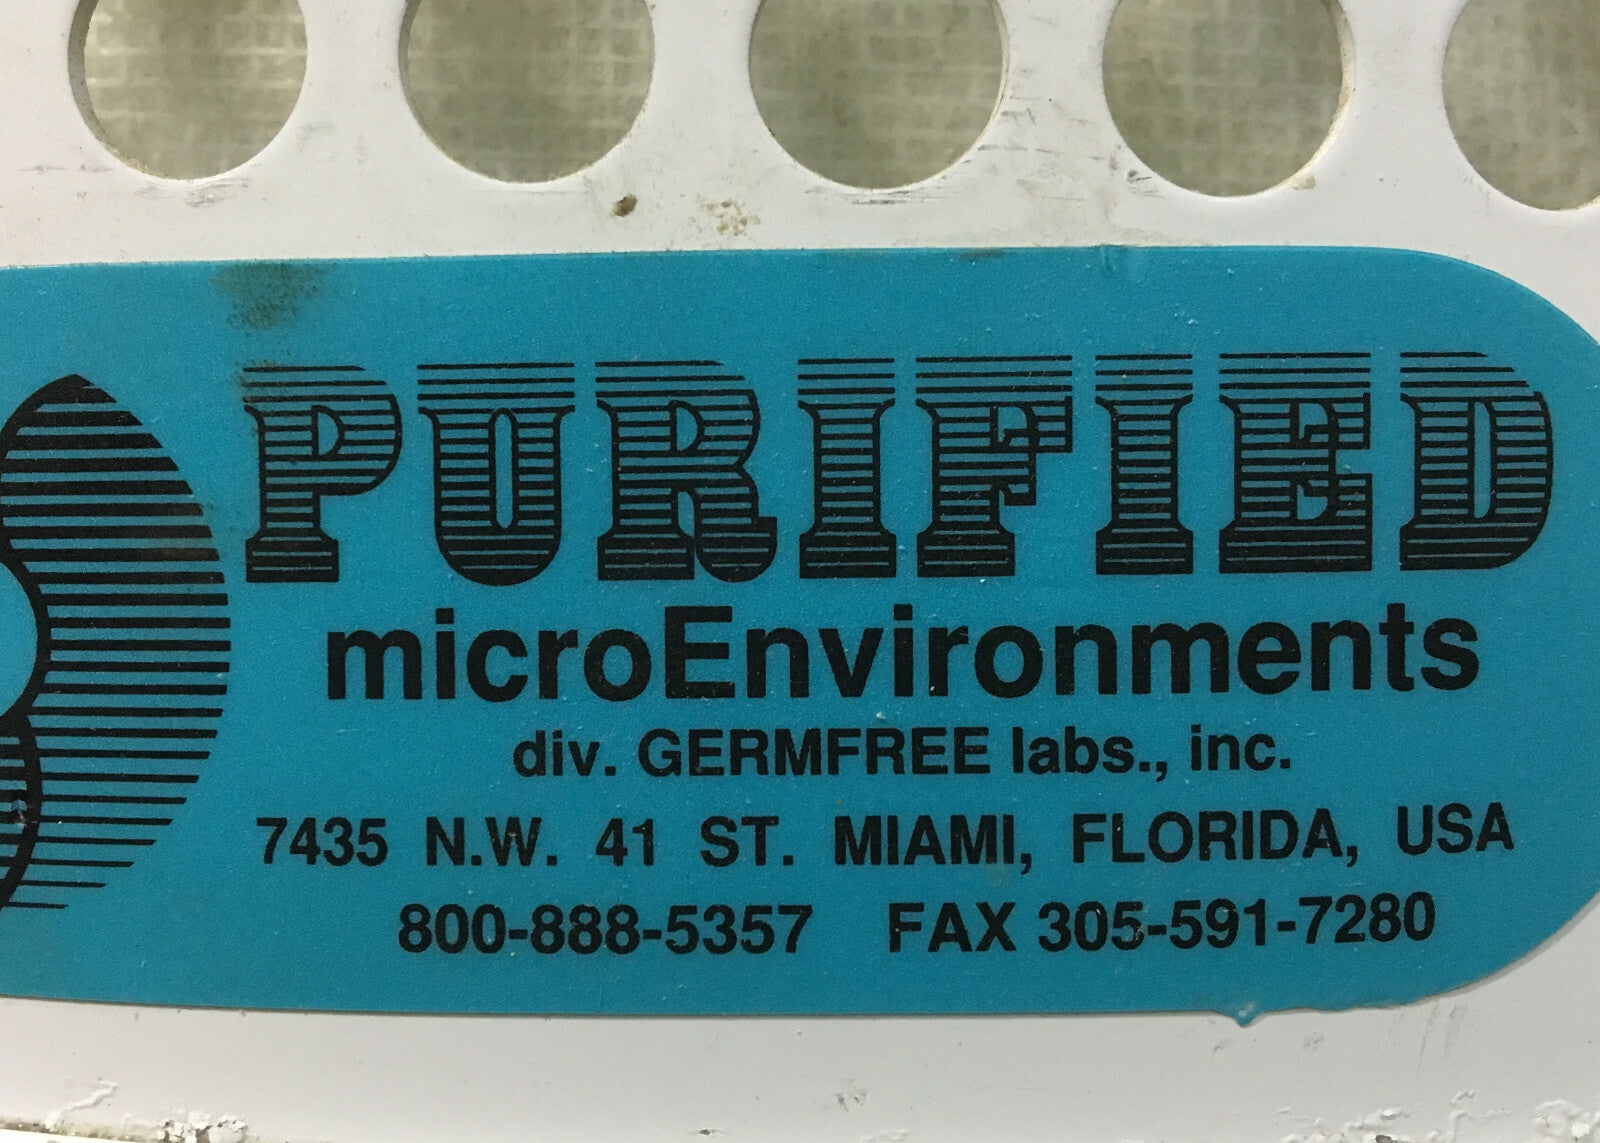 PURIFIED
microEnvironments
div. GERMFREE labs., inc.
7435 N.W. 41 ST. MIAMI, FLORIDA, USA
800-888-5357 FAX 305-591-7280